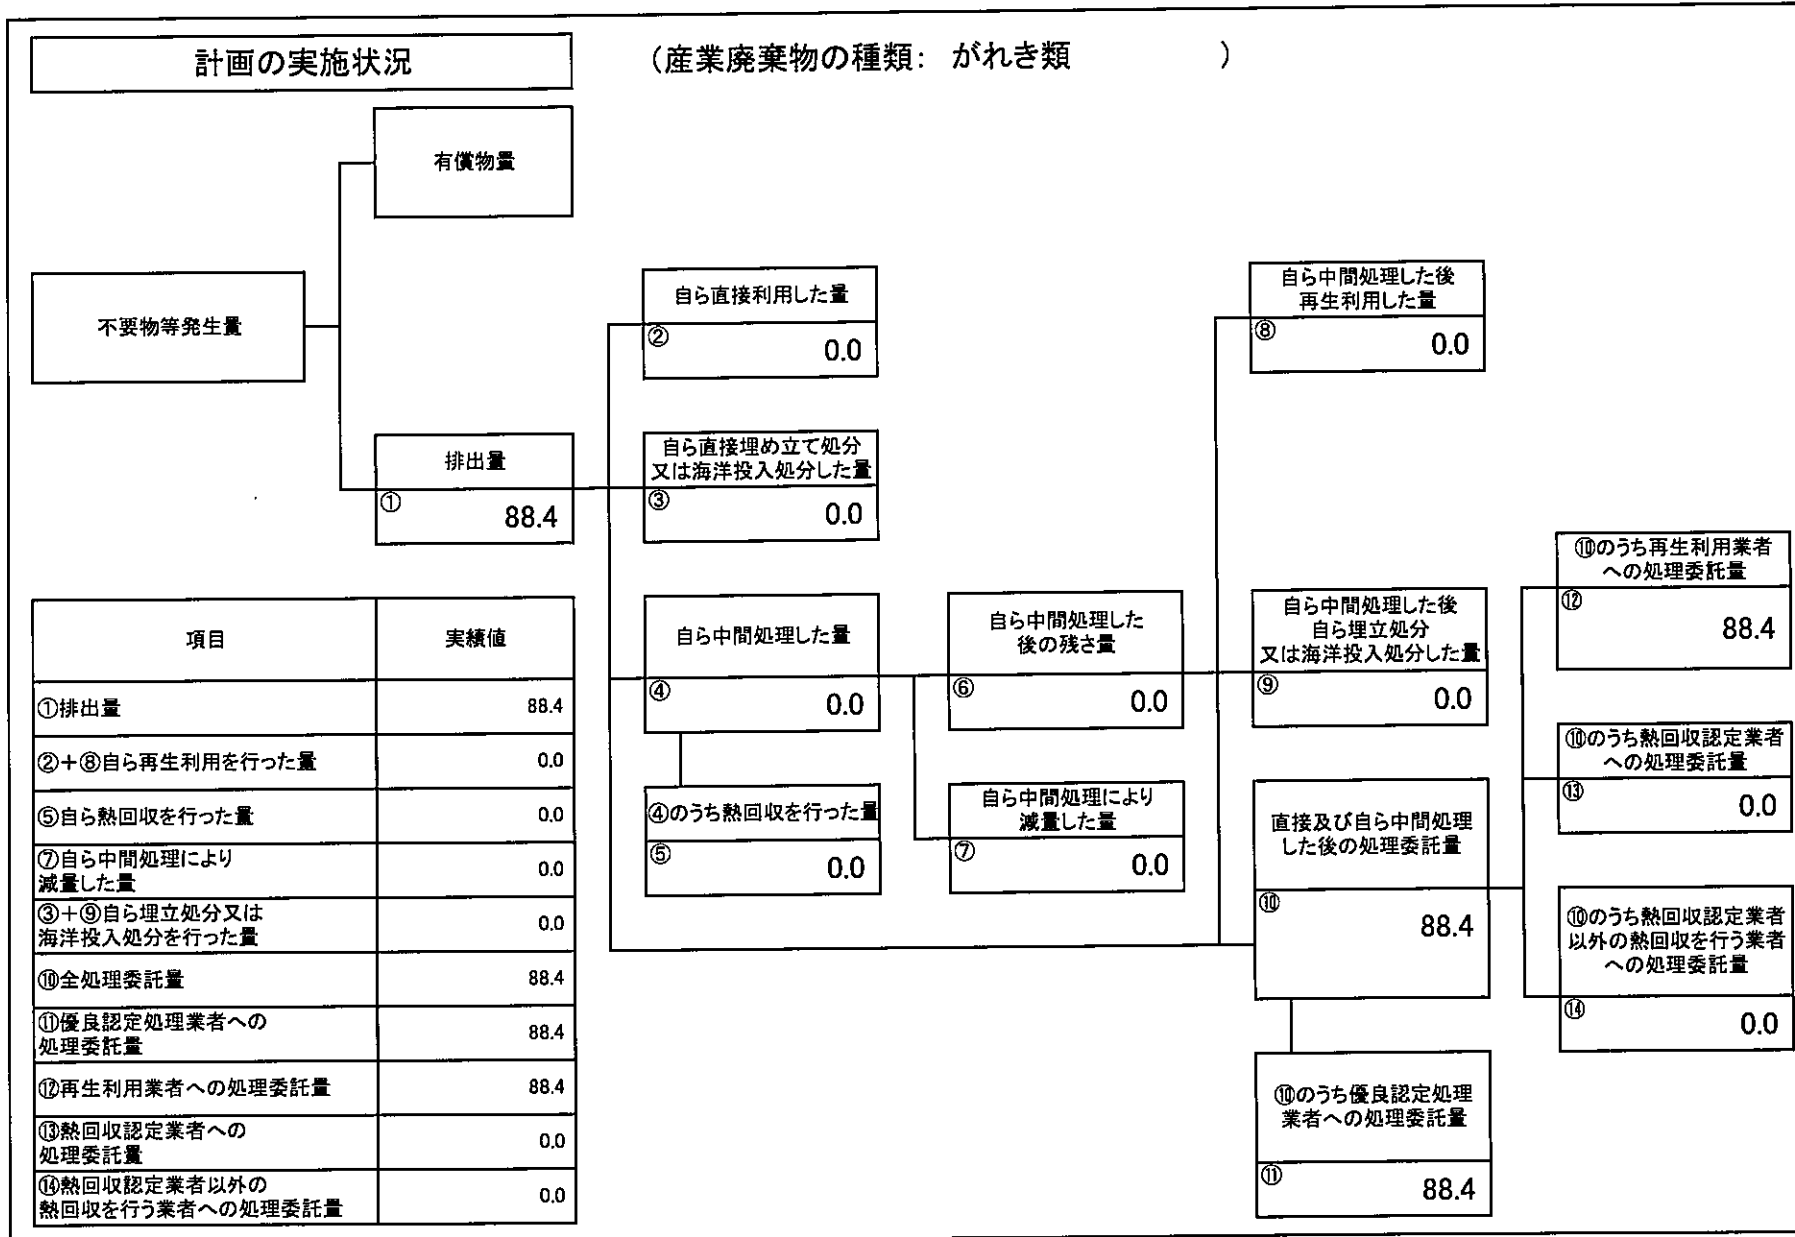 計画の実施状況
（産業廃棄物の種類： がれき類 ）
有償物量
不要物等発生量
排出量
①
88.4
自ら直接利用した量
②
0.0
自ら直接埋め立て処分
又は海洋投入処分した量
③
0.0
自ら中間処理した量
④
0.0
④のうち熱回収を行った量
⑤
0.0
自ら中間処理した
後の残さ量
⑥
0.0
自ら中間処理により
減量した量
⑦
0.0
自ら中間処理した後
再生利用した量
⑧
0.0
自ら中間処理した後
自ら埋立処分
又は海洋投入処分した量
⑨
0.0
直接及び自ら中間処理
した後の処理委託量
⑩
88.4
⑩のうち優良認定処理
業者への処理委託量
⑪
88.4
⑩のうち再生利用業者
への処理委託量
⑫
88.4
⑩のうち熱回収認定業者
への処理委託量
⑬
0.0
⑩のうち熱回収認定業者
以外の熱回収を行う業者
への処理委託量
⑭
0.0
項目 実績値
①排出量 88.4
②＋⑧自ら再生利用を行った量 0.0
⑤自ら熱回収を行った量 0.0
⑦自ら中間処理により
減量した量 0.0
③＋⑨自ら埋立処分又は
海洋投入処分を行った量 0.0
⑩全処理委託量 88.4
⑪優良認定処理業者への
処理委託量 88.4
⑫再生利用業者への処理委託量 88.4
⑬熱回収認定業者への
処理委託量 0.0
⑭熱回収認定業者以外の
熱回収を行う業者への処理委託量 0.0